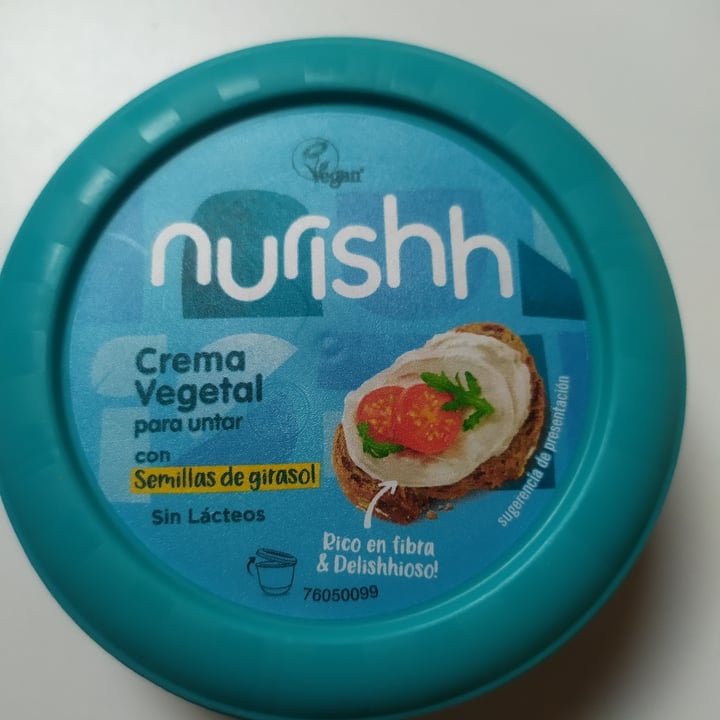 Vegan
nurishh
Crema
Vegetal
para untar
con
Semillas de girasol
Sin Lácteos
Rico en fibra
& Delishhioso!
sugerencia de presentación
76050099